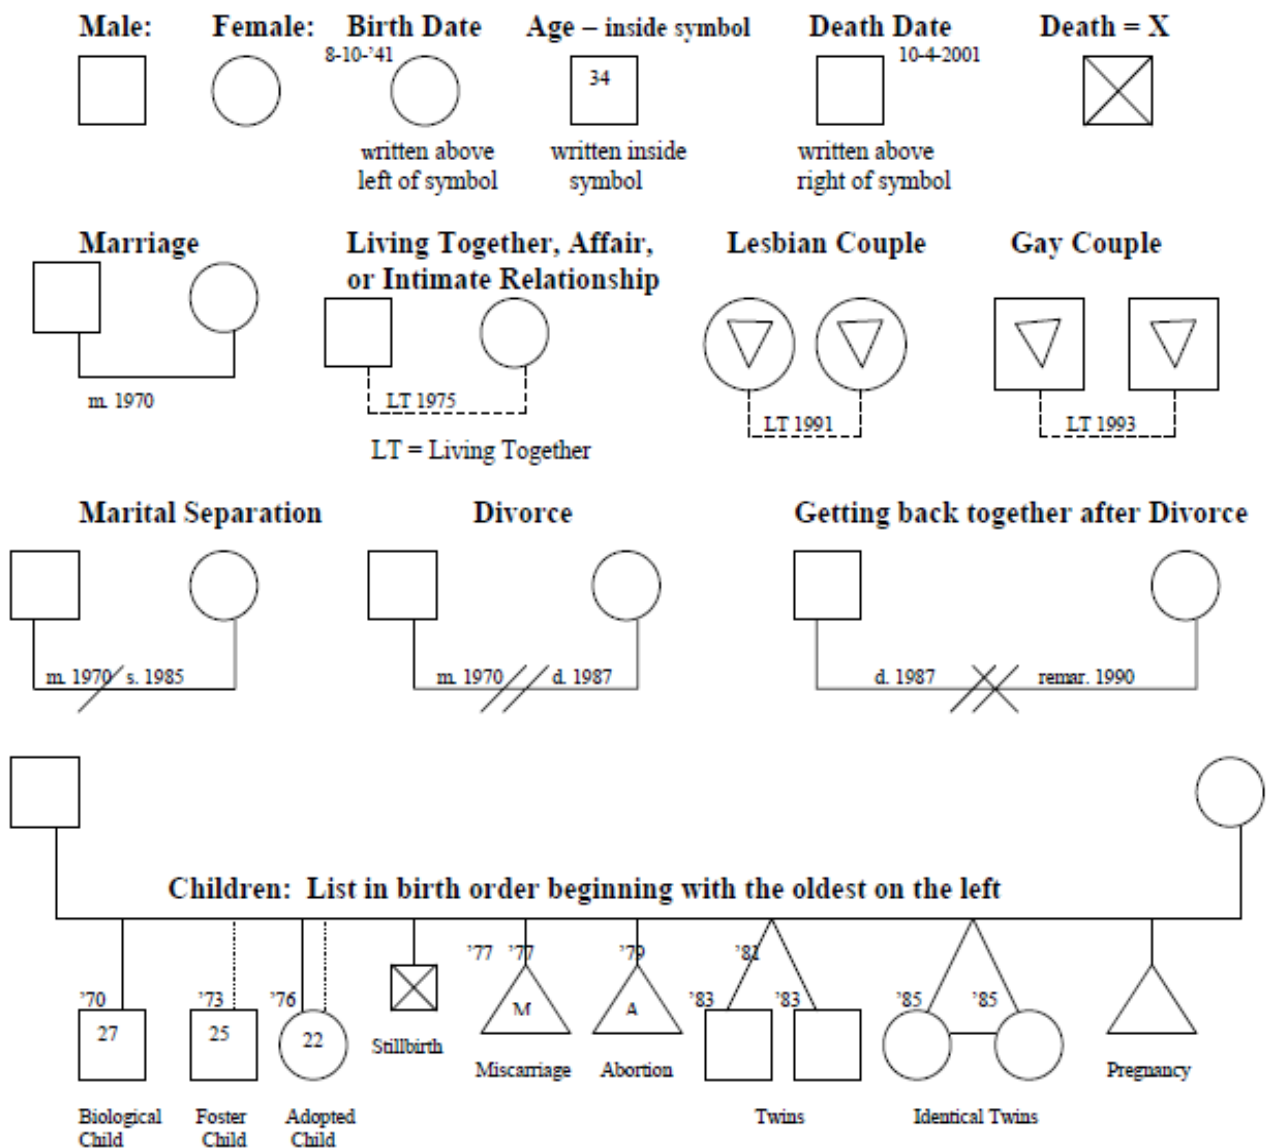 Male: Female: Birth Date Age – inside symbol Death Date Death = X
8-10-'41 34 10-4-2001
written above written inside written above
left of symbol symbol right of symbol
Marriage Living Together, Affair, Lesbian Couple Gay Couple
or Intimate Relationship
m. 1970 LT 1975 LT 1991 LT 1993
LT = Living Together
Marital Separation Divorce Getting back together after Divorce
m. 1970 s. 1985 m. 1970 d. 1987 d. 1987 remar. 1990
Children: List in birth order beginning with the oldest on the left
'77 '77 '79 '81
'70 '73 '76 '83 '83 '85 '85
27 25 22 M A
Stillbirth Miscarriage Abortion Pregnancy
Biological Foster Adopted Twins Identical Twins
Child Child Child